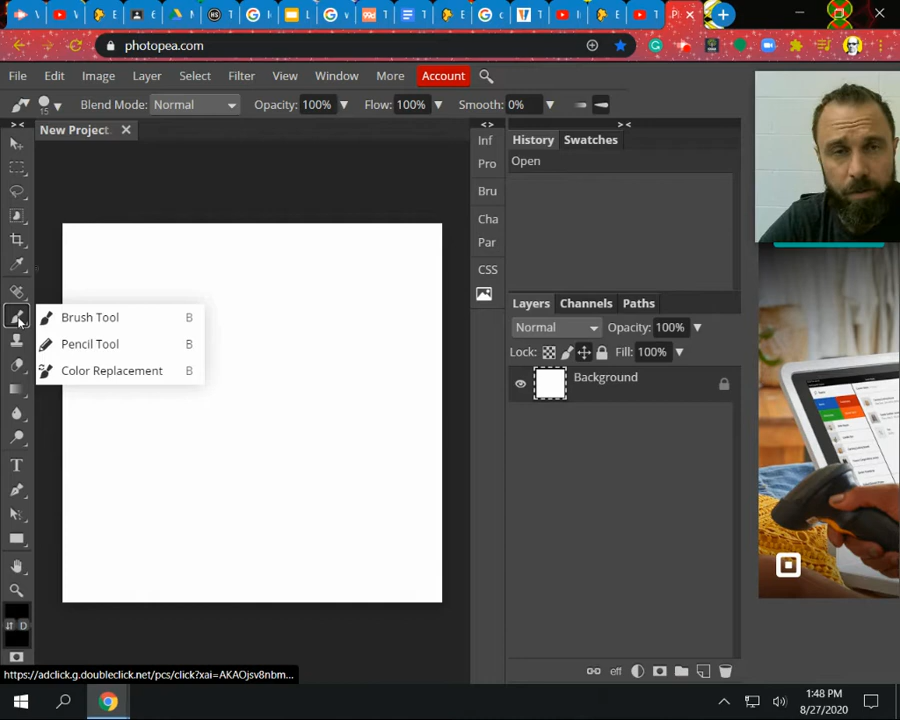 photopea.com
File Edit Image Layer Select Filter View Window More Account
15 Blend Mode: Normal Opacity: 100% Flow: 100% Smooth: 0%
New Project
Inf
Pro
Bru
Cha
Par
CSS
History Swatches
Open
Brush Tool B
Pencil Tool B
Color Replacement B
Layers Channels Paths
Normal Opacity: 100%
Lock: Fill: 100%
Background
T
D
eff
https://adclick.g.doubleclick.net/pcs/click?xai=AKAOjsv8nbm...
1:48 PM
8/27/2020